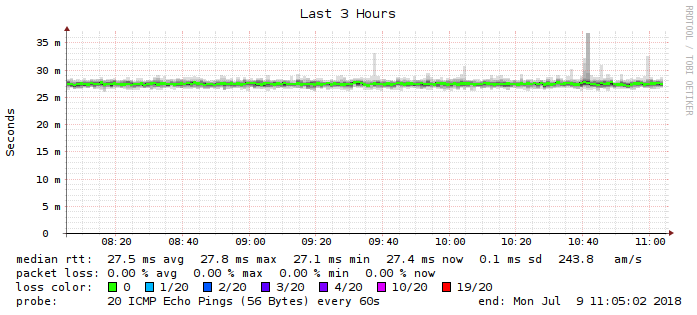 Last 3 Hours
RRDTOOL / TOBI OETIKER
Seconds
35 m
30 m
25 m
20 m
15 m
10 m
5 m
0
08:20 08:40 09:00 09:20 09:40 10:00 10:20 10:40 11:00
median rtt: 27.5 ms avg 27.8 ms max 27.1 ms min 27.4 ms now 0.1 ms sd 243.8 am/s
packet loss: 0.00 % avg 0.00 % max 0.00 % min 0.00 % now
loss color: 0 1/20 2/20 3/20 4/20 10/20 19/20
probe: 20 ICMP Echo Pings (56 Bytes) every 60s end: Mon Jul 9 11:05:02 2018